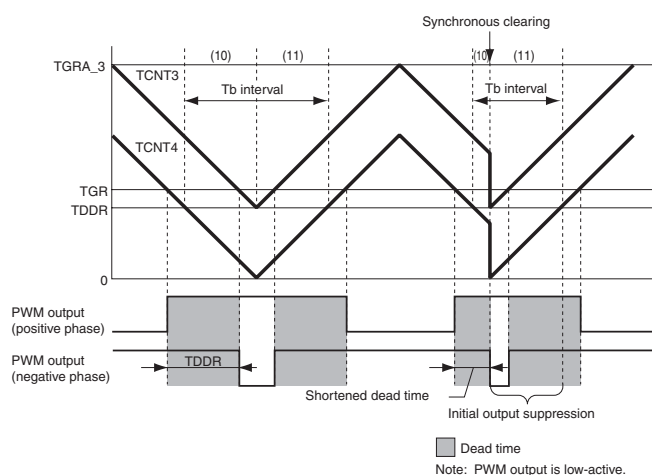 Synchronous clearing
(10) (11) (10) (11)
TGRA_3
TCNT3
Tb interval Tb interval
TCNT4
TGR
TDDR
0
PWM output
(positive phase)
PWM output
(negative phase)
TDDR
Shortened dead time
Initial output suppression
Dead time
Note: PWM output is low-active.